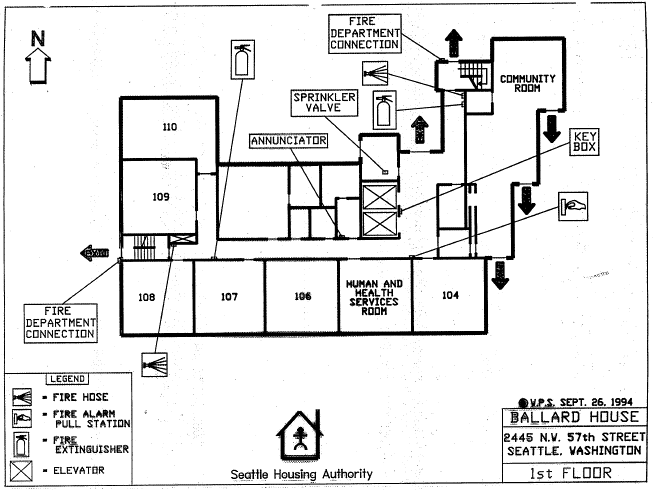 FIRE
DEPARTMENT
CONNECTION
N
COMMUNITY
ROOM
SPRINKLER
VALVE
110
ANNUNCIATOR
KEY
BOX
109
EXIT
108
107
106
HUMAN AND
HEALTH
SERVICES
ROOM
104
FIRE
DEPARTMENT
CONNECTION
LEGEND
= FIRE HOSE
= FIRE ALARM
PULL STATION
= FIRE
EXTINGUISHER
= ELEVATOR
Seattle Housing Authority
V.P.S. SEPT. 26, 1994
BALLARD HOUSE
2445 N.W. 57th STREET
SEATTLE, WASHINGTON
1st FLOOR